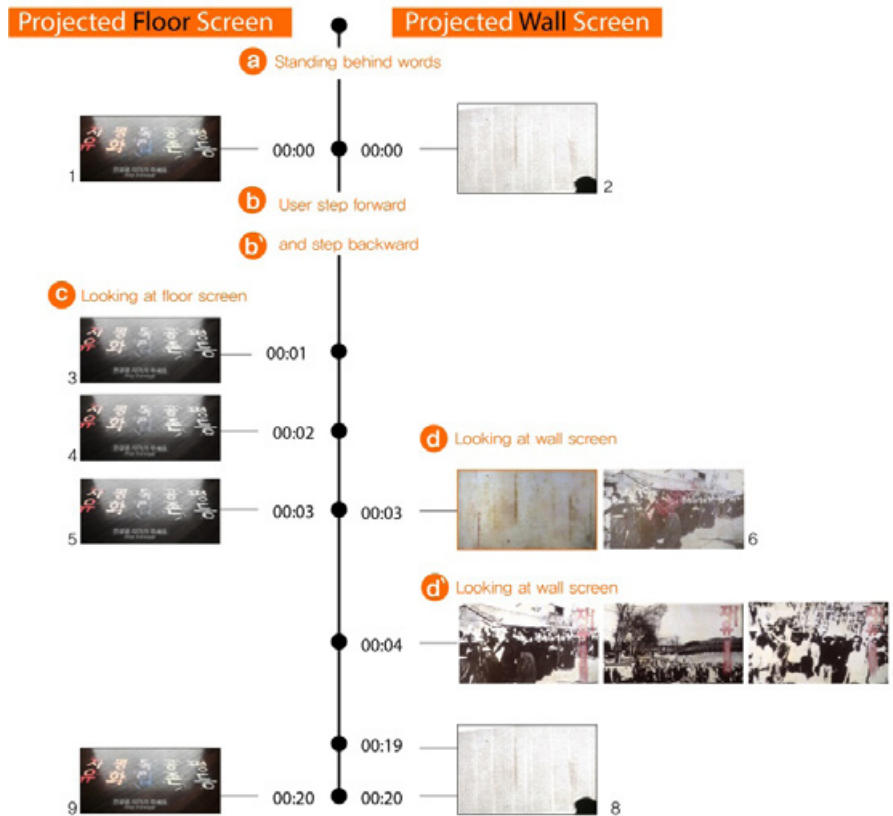 Projected Floor Screen
Projected Wall Screen
a Standing behind words
00:00
00:00
1
2
b User step forward
b` and step backward
c Looking at floor screen
00:01
3
00:02
4
d Looking at wall screen
00:03
00:03
5
6
d` Looking at wall screen
00:04
00:19
00:20
00:20
9
8